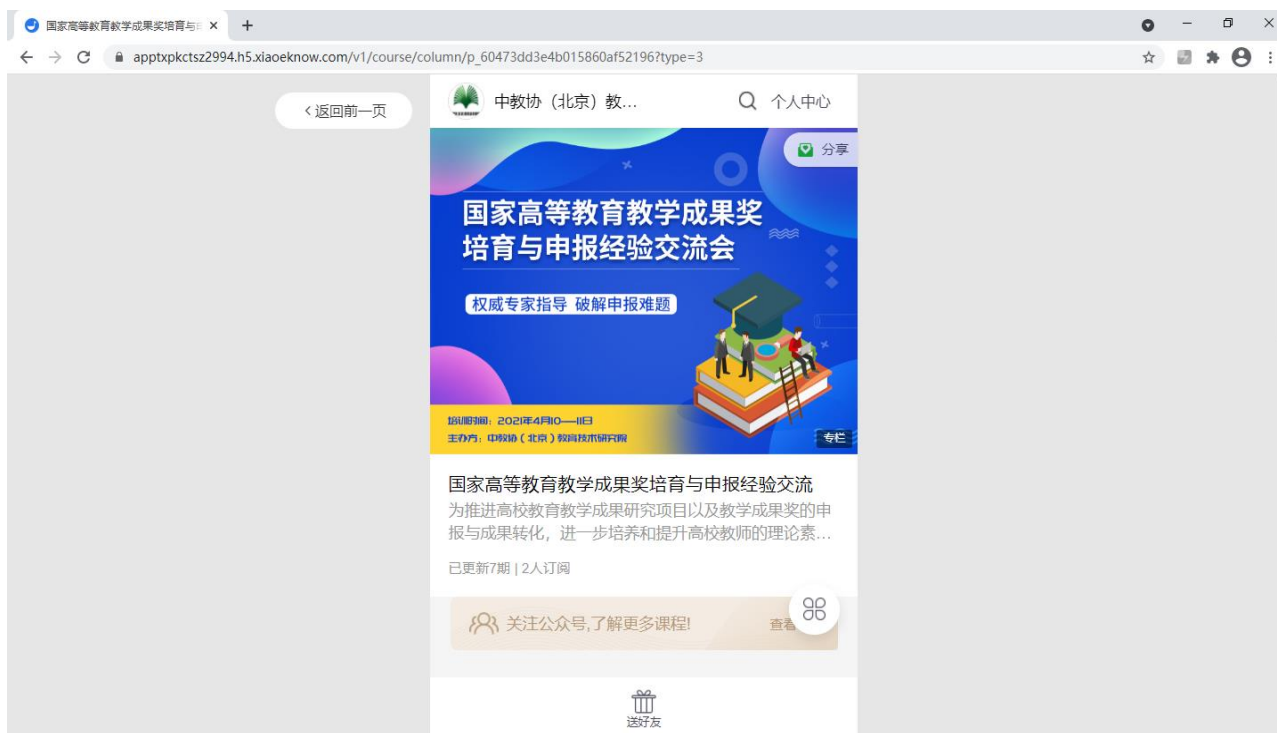 国家高等教育教学成果奖培育与
apptxpkctsz2994.h5.xiaoeknow.com/v1/course/column/p_60473dd3e4b015860af52196?type=3
<返回前一页
中教协（北京）教...
个人中心
分享
国家高等教育教学成果奖
培育与申报经验交流会
权威专家指导 破解申报难题
培训时间：2021年4月10——11日
主办方：中教协（北京）教育技术研究院
专栏
国家高等教育教学成果奖培育与申报经验交流
为推进高校教育教学成果研究项目以及教学成果奖的申
报与成果转化，进一步培养和提升高校教师的理论素...
已更新7期 | 2人订阅
关注公众号,了解更多课程!
查看
送好友